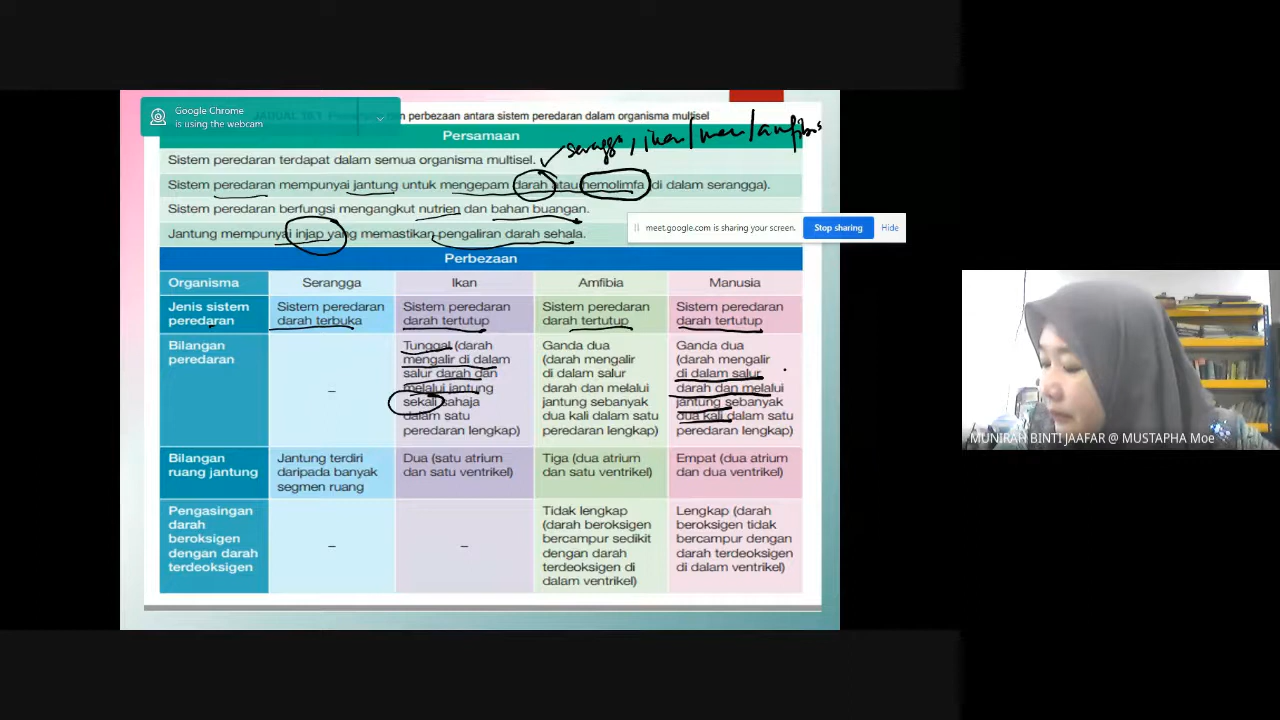 Google Chrome
is using the webcam
perbezaan antara sistem peredaran dalam organisma multisel
Persamaan
Sistem peredaran terdapat dalam semua organisma multisel.
Sistem peredaran mempunyai jantung untuk mengepam darah atau hemolimfa (di dalam serangga).
Sistem peredaran berfungsi mengangkut nutrien dan bahan buangan.
Jantung mempunyai injap yang memastikan pengaliran darah sehala.
meet.google.com is sharing your screen.
Stop sharing
Hide
Perbezaan
Organisma
Serangga
Ikan
Amfibia
Manusia
Jenis sistem
peredaran
Sistem peredaran
darah terbuka
Sistem peredaran
darah tertutup
Sistem peredaran
darah tertutup
Sistem peredaran
darah tertutup
Bilangan
peredaran
–
Tunggal (darah
mengalir di dalam
salur darah dan
melalui jantung
sekali sahaja
dalam satu
peredaran lengkap)
Ganda dua
(darah mengalir
di dalam salur
darah dan melalui
jantung sebanyak
dua kali dalam satu
peredaran lengkap)
Ganda dua
(darah mengalir
di dalam salur
darah dan melalui
jantung sebanyak
dua kali dalam satu
peredaran lengkap)
Bilangan
ruang jantung
Jantung terdiri
daripada banyak
segmen ruang
Dua (satu atrium
dan satu ventrikel)
Tiga (dua atrium
dan satu ventrikel)
Empat (dua atrium
dan dua ventrikel)
Pengasingan
darah
beroksigen
dengan darah
terdeoksigen
–
–
Tidak lengkap
(darah beroksigen
bercampur sedikit
dengan darah
terdeoksigen di
dalam ventrikel)
Lengkap (darah
beroksigen tidak
bercampur dengan
darah terdeoksigen
di dalam ventrikel)
MUNIRAH BINTI JAAFAR @ MUSTAPHA Moe